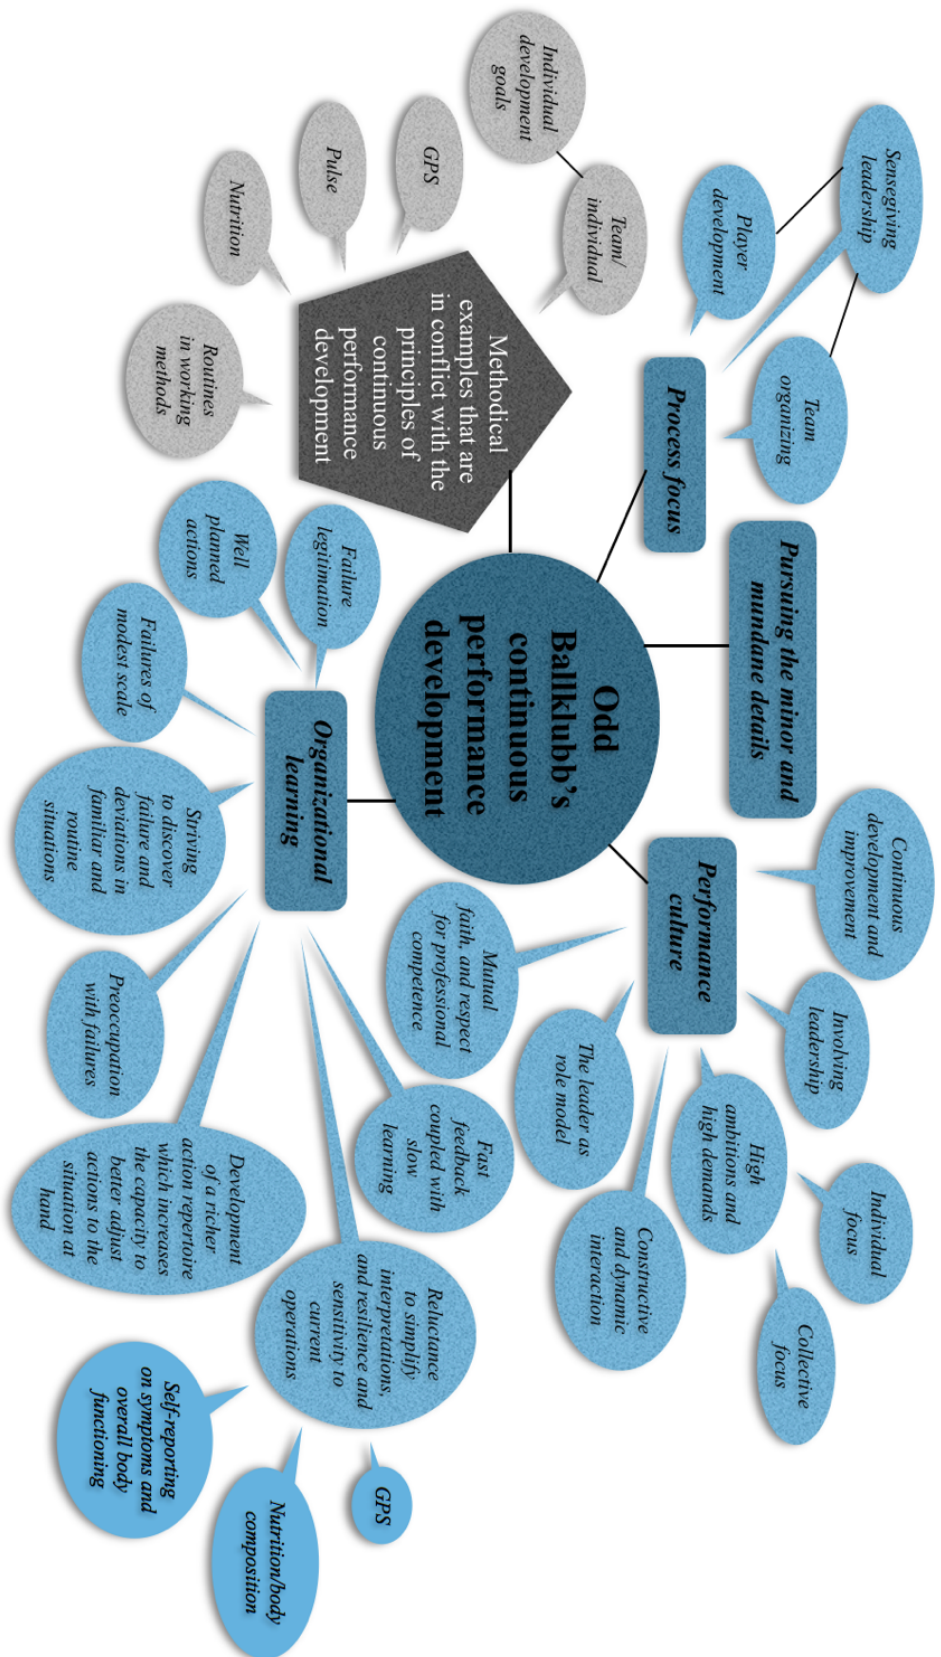 Sensegiving
leadership
Player
development
Team
organizing
Process focus
Pursuing the minor and
mundane details
Continuous
development and
improvement
Involving
leadership
Individual
focus
Collective
focus
High
ambitions and
high demands
Performance
culture
Constructive
and dynamic
interaction
The leader as
role model
Mutual
faith, and respect
for professional
competence
Individual
development
goals
Team/
individual
GPS
Pulse
Nutrition
Routines
in working
methods
Methodical
examples that are
in conflict with the
principles of
continuous
performance
development
Odd
Ballklubb's
continuous
performance
development
Organizational
learning
Failure
legitimation
Well
planned
actions
Failures of
modest scale
Striving
to discover
failure and
deviations in
familiar and
routine
situations
Preoccupation
with failures
Development
of a richer
action repertoire
which increases
the capacity to
better adjust
actions to the
situation at
hand
Fast
feedback
coupled with
slow
learning
Reluctance
to simplify
interpretations,
and resilience and
sensitivity to
current
operations
GPS
Nutrition/body
composition
Self-reporting
on symptoms and
overall body
functioning